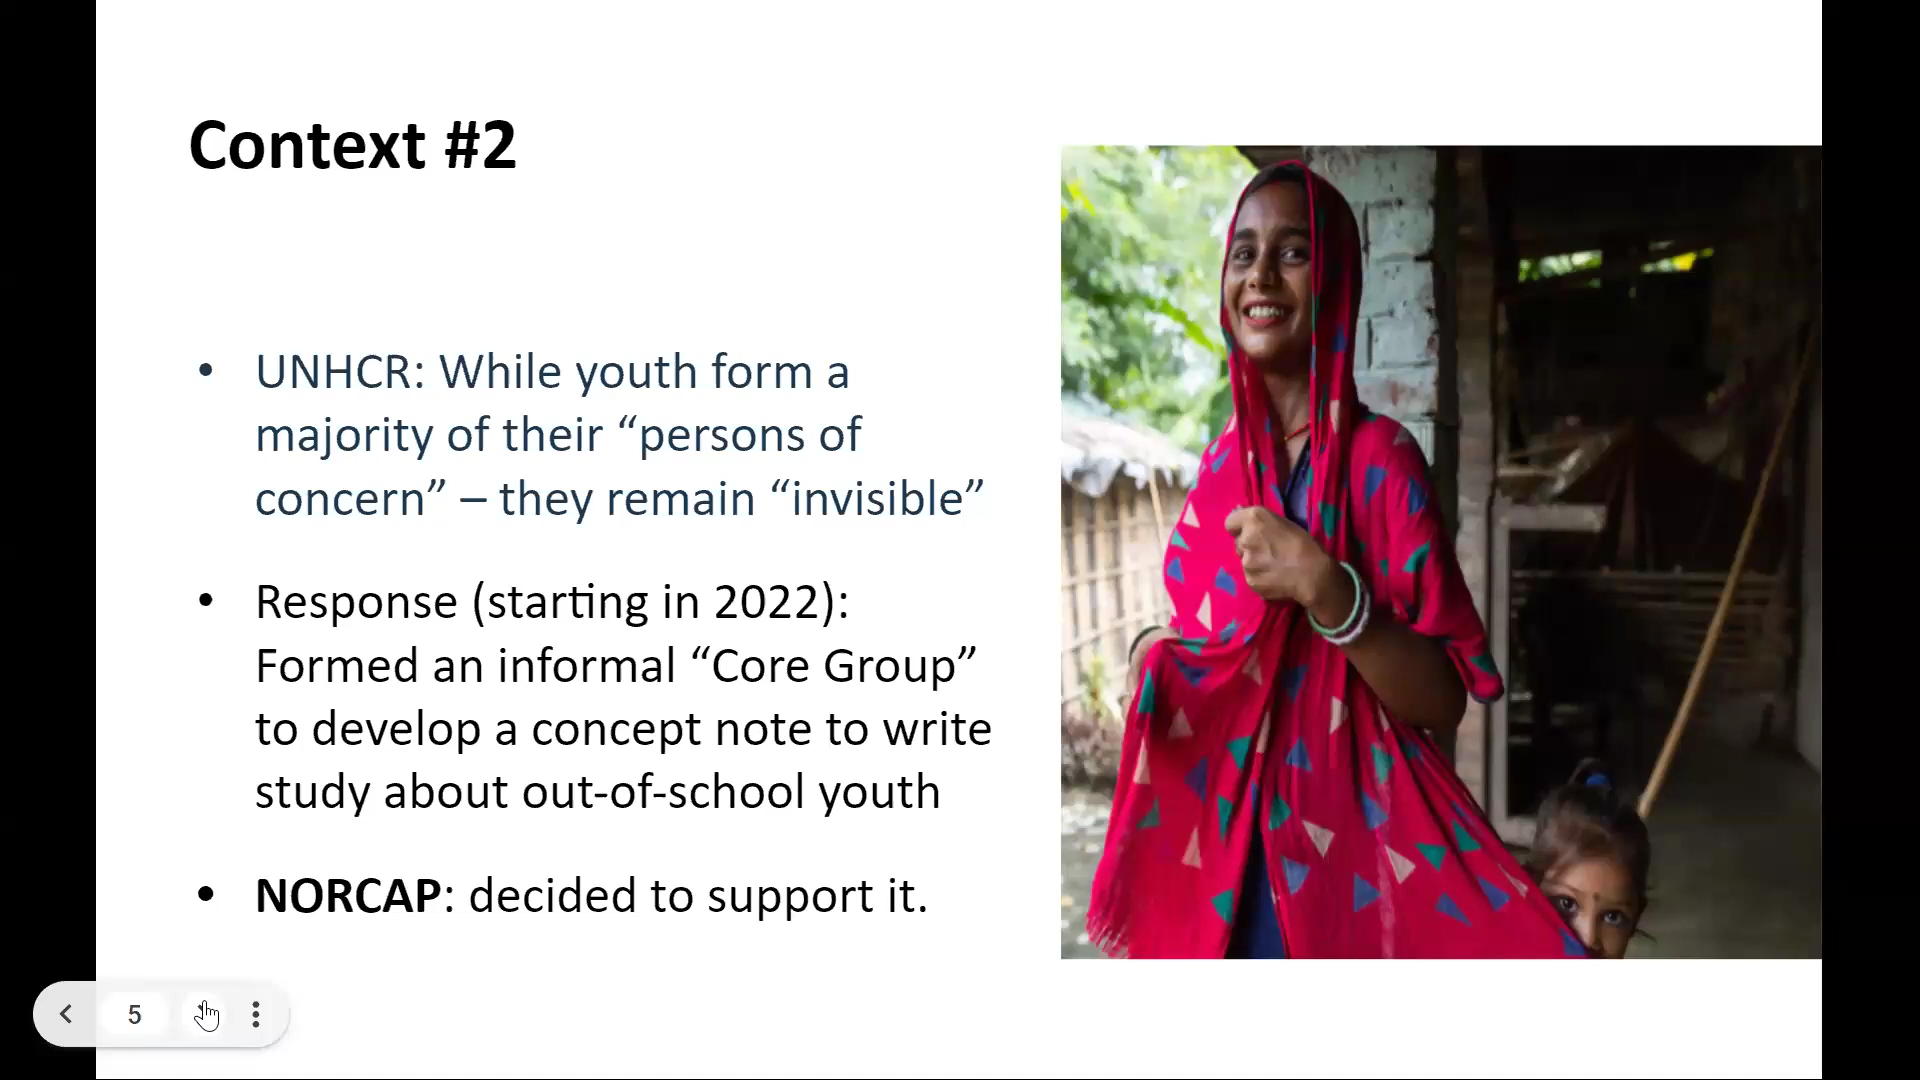 Context #2
• UNHCR: While youth form a
majority of their “persons of
concern” – they remain “invisible”
• Response (starting in 2022):
Formed an informal “Core Group”
to develop a concept note to write
study about out-of-school youth
• NORCAP: decided to support it.
5